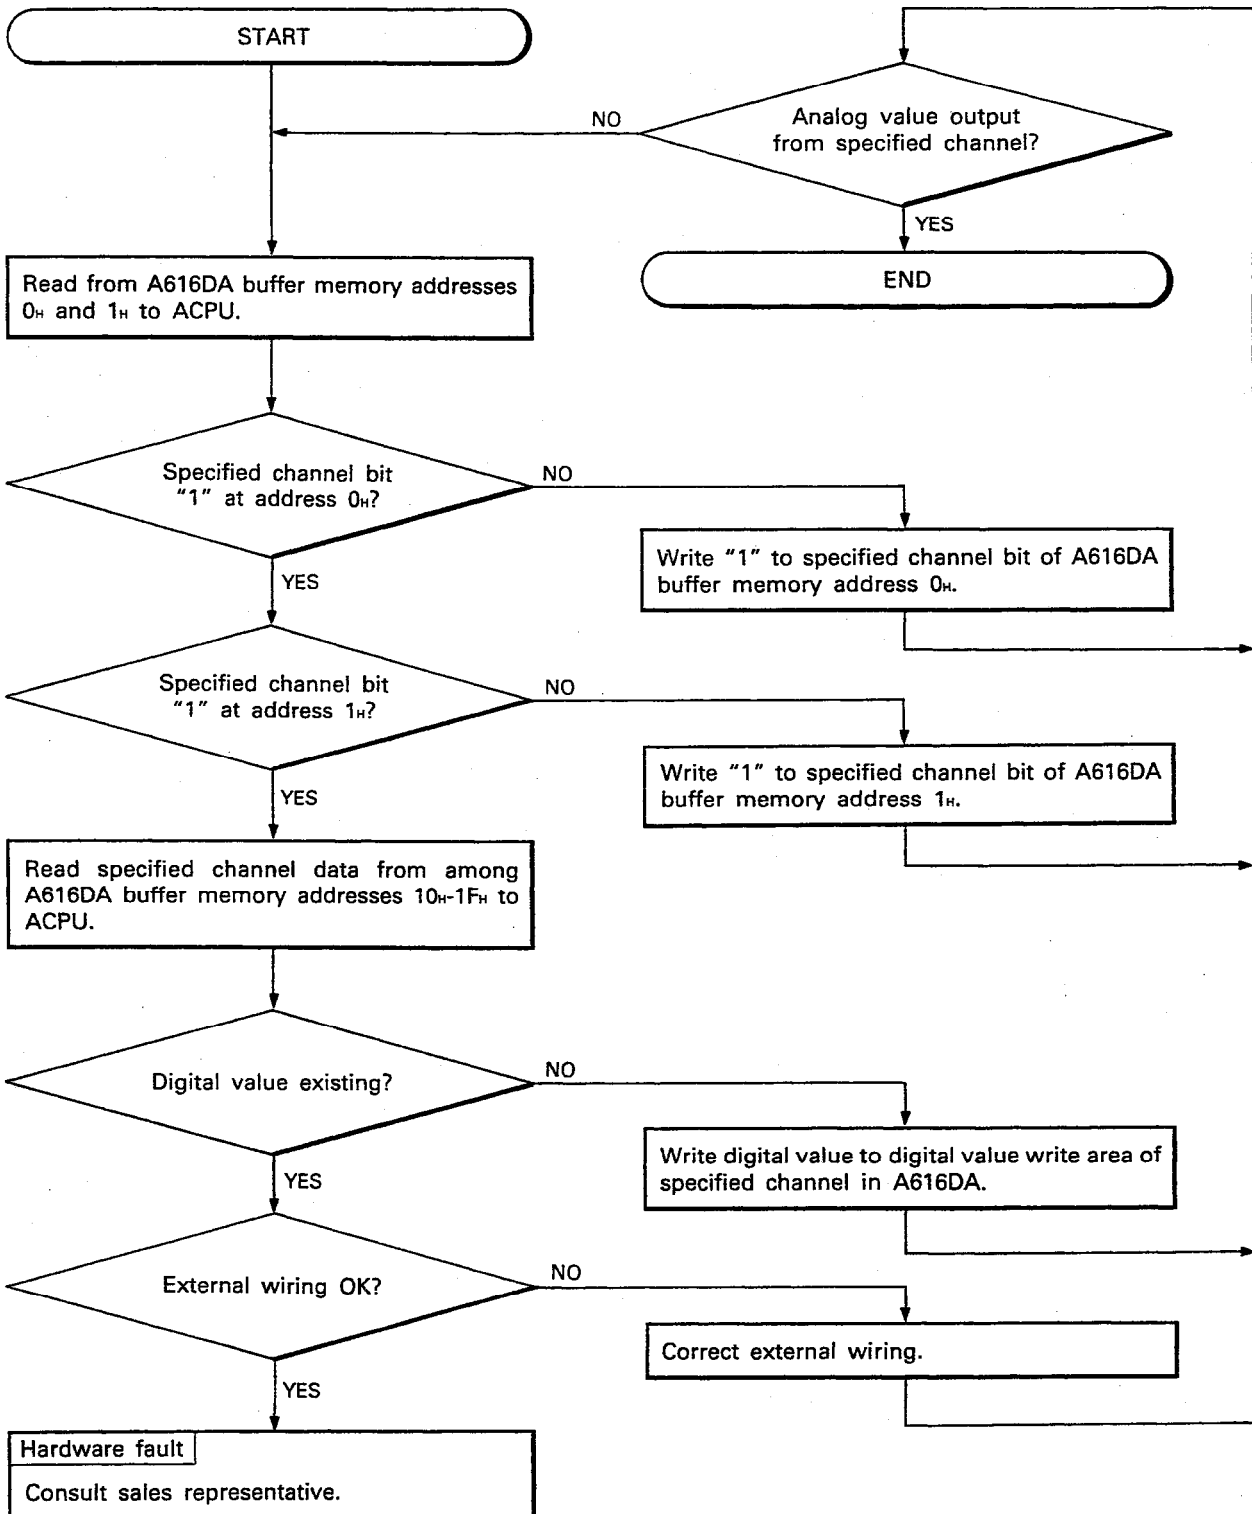 START
Analog value output
from specified channel?
NO
YES
END
Read from A616DA buffer memory addresses
0H and 1H to ACPU.
Specified channel bit
"1" at address 0H?
NO
YES
Write "1" to specified channel bit of A616DA
buffer memory address 0H.
Specified channel bit
"1" at address 1H?
NO
YES
Write "1" to specified channel bit of A616DA
buffer memory address 1H.
Read specified channel data from among
A616DA buffer memory addresses 10H-1FH to
ACPU.
Digital value existing?
NO
YES
Write digital value to digital value write area of
specified channel in A616DA.
External wiring OK?
NO
YES
Correct external wiring.
Hardware fault
Consult sales representative.